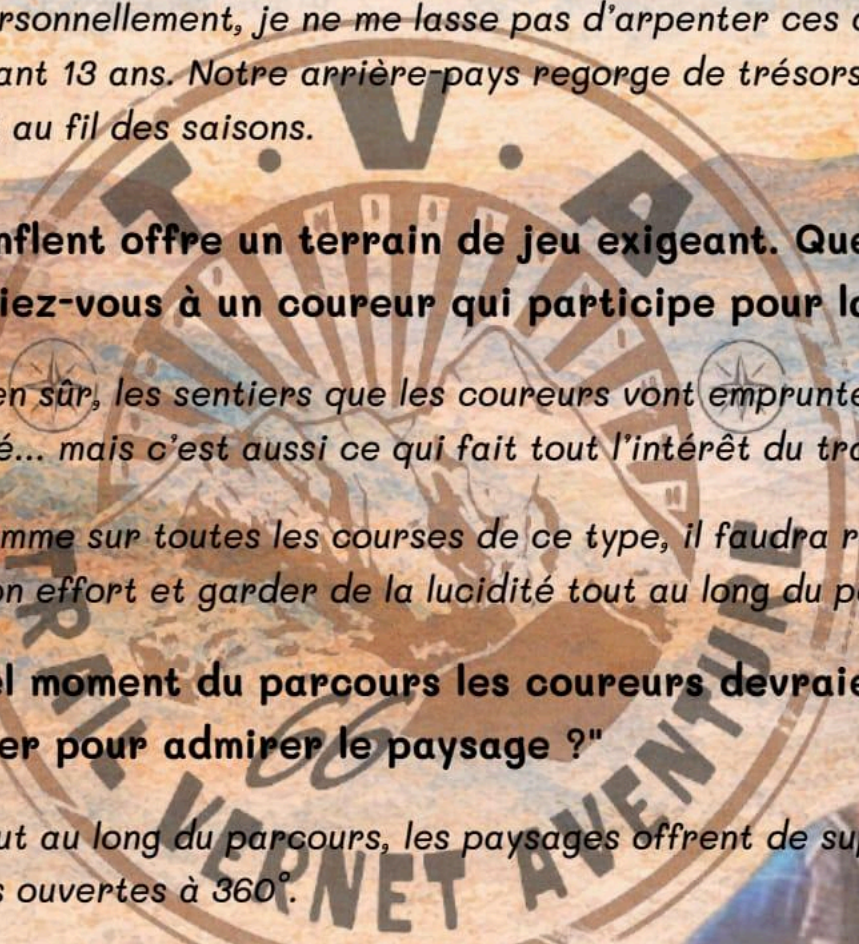 rsonnellement, je ne me lasse pas d'arpenter ces
ant 13 ans. Notre arrière-pays regorge de trésors
au fil des saisons.
T.V.A
nflent offre un terrain de jeu exigeant. Que
iez-vous à un coureur qui participe pour la
en sûr, les sentiers que les coureurs vont emprunte
é... mais c'est aussi ce qui fait tout l'intérêt du tra
mme sur toutes les courses de ce type, il faudra
on effort et garder de la lucidité tout au long du
el moment du parcours les coureurs devraie
er pour admirer le paysage ?"
66
ut au long du parcours, les paysages offrent de su
s ouvertes à 360°.
TRAIL VERNET AVENTURE